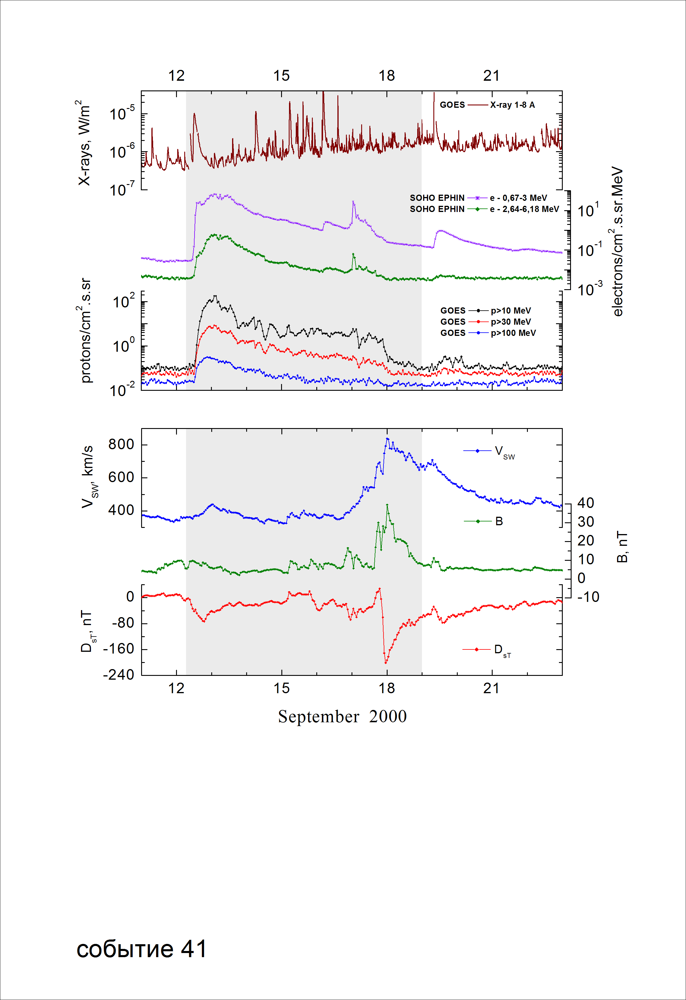 12 15 18 21
X-rays, W/m²
10⁻⁵
10⁻⁶
10⁻⁷
GOES X-ray 1-8 A
SOHO EPHIN e - 0,67-3 MeV
SOHO EPHIN e - 2,64-6,18 MeV
10¹
10⁻¹
10⁻³
electrons/cm².s.sr.MeV
protons/cm².s.sr
10²
10⁰
10⁻²
GOES p>10 MeV
GOES p>30 MeV
GOES p>100 MeV
V_SW, km/s
800
600
400
V_SW
B
40
30
20
10
0
-10
B, nT
D_sT, nT
0
-80
-160
-240
D_sT
12 15 18 21
September 2000
событие 41